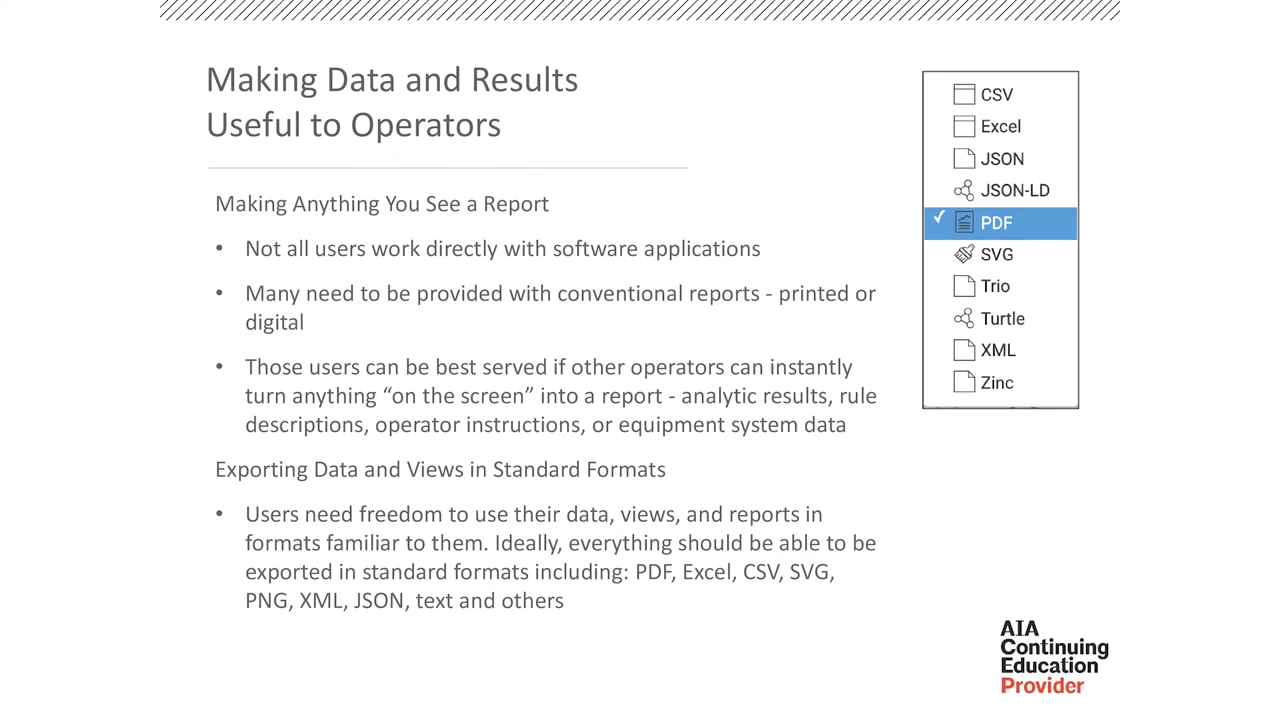 Making Data and Results
Useful to Operators
Making Anything You See a Report
• Not all users work directly with software applications
• Many need to be provided with conventional reports - printed or
digital
• Those users can be best served if other operators can instantly
turn anything “on the screen” into a report - analytic results, rule
descriptions, operator instructions, or equipment system data
Exporting Data and Views in Standard Formats
• Users need freedom to use their data, views, and reports in
formats familiar to them. Ideally, everything should be able to be
exported in standard formats including: PDF, Excel, CSV, SVG,
PNG, XML, JSON, text and others
CSV
Excel
JSON
JSON-LD
PDF
SVG
Trio
Turtle
XML
Zinc
AIA
Continuing
Education
Provider